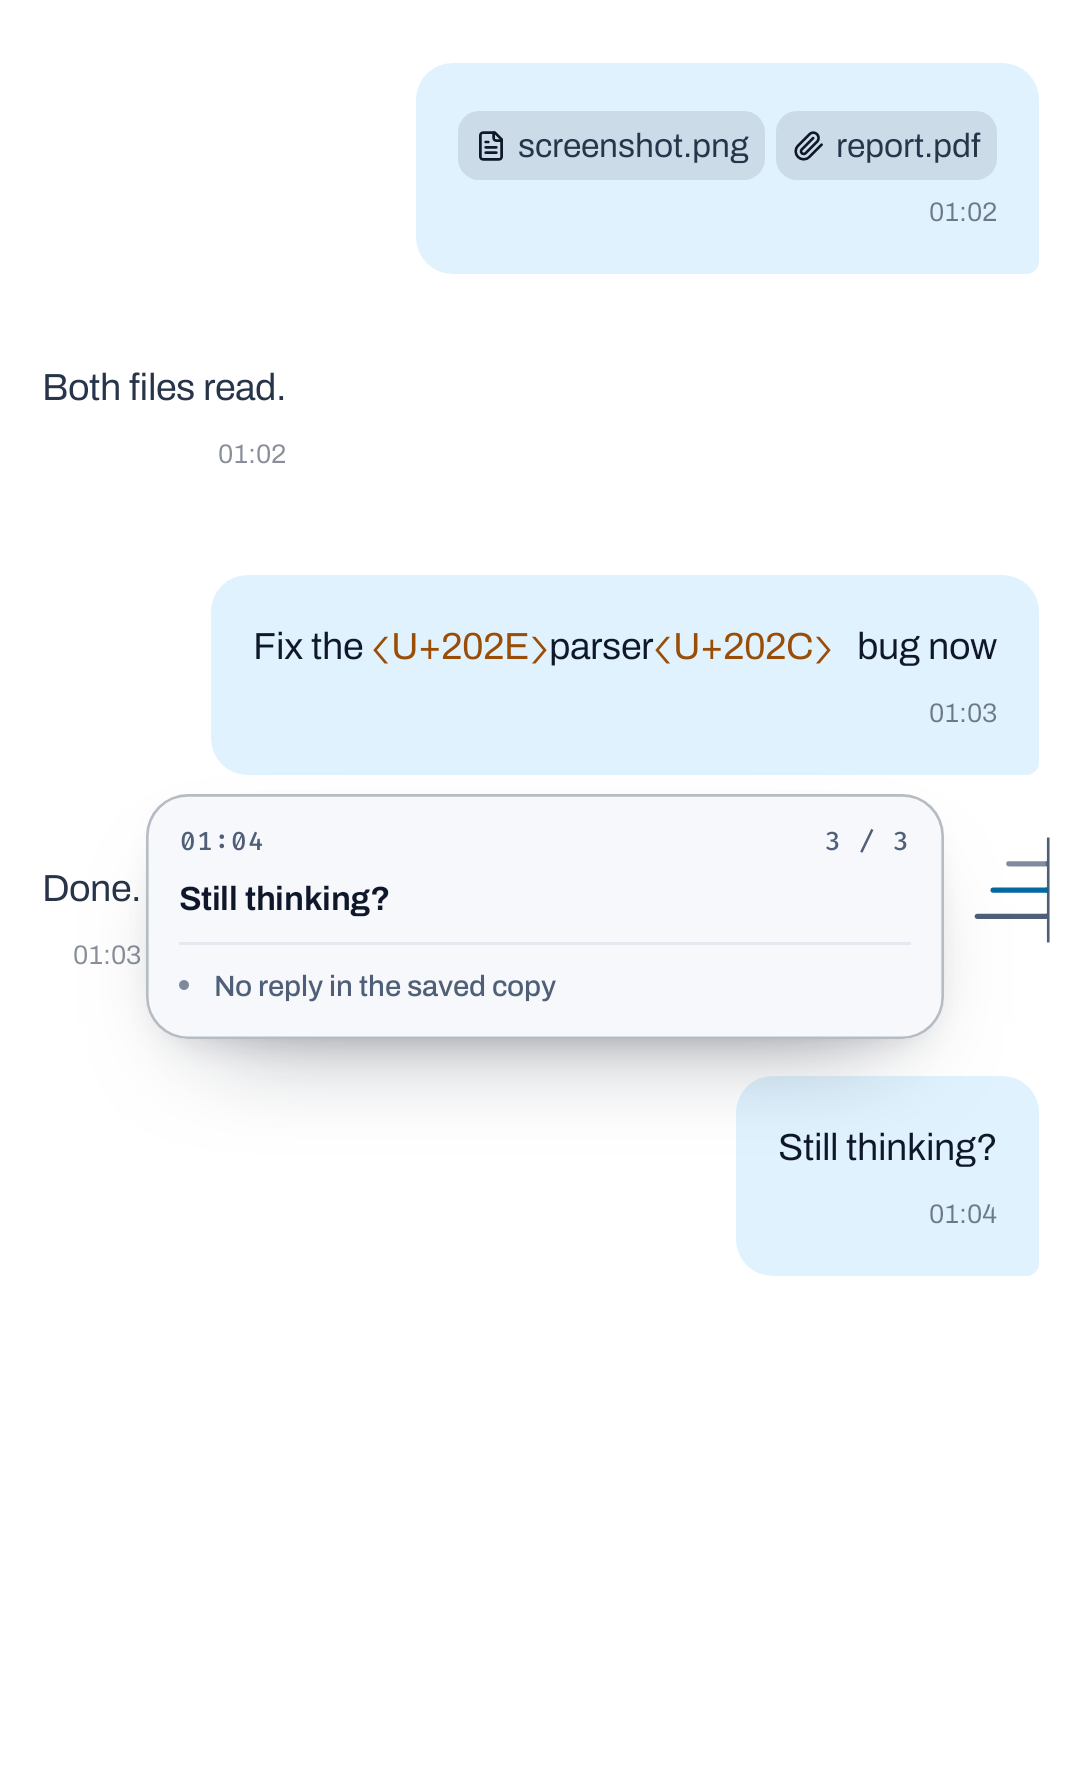 screenshot.png report.pdf
01:02
Both files read.
01:02
Fix the ‹U+202E›parser‹U+202C› bug now
01:03
01:04 3 / 3
Still thinking?
No reply in the saved copy
Done.
01:03
Still thinking?
01:04